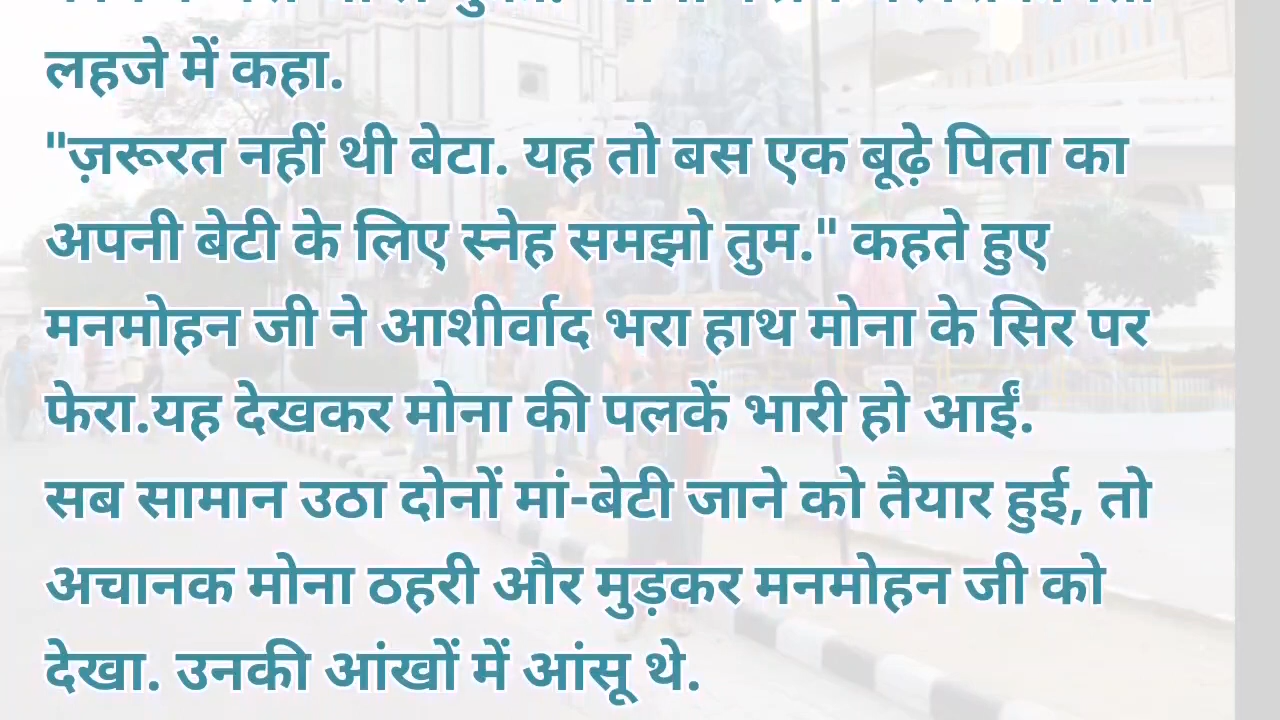 लहजे में कहा.
"ज़रूरत नहीं थी बेटा. यह तो बस एक बूढ़े पिता का
अपनी बेटी के लिए स्नेह समझो तुम." कहते हुए
मनमोहन जी ने आशीर्वाद भरा हाथ मोना के सिर पर
फेरा.यह देखकर मोना की पलकें भारी हो आईं.
सब सामान उठा दोनों मां-बेटी जाने को तैयार हुई, तो
अचानक मोना ठहरी और मुड़कर मनमोहन जी को
देखा. उनकी आंखों में आंसू थे.